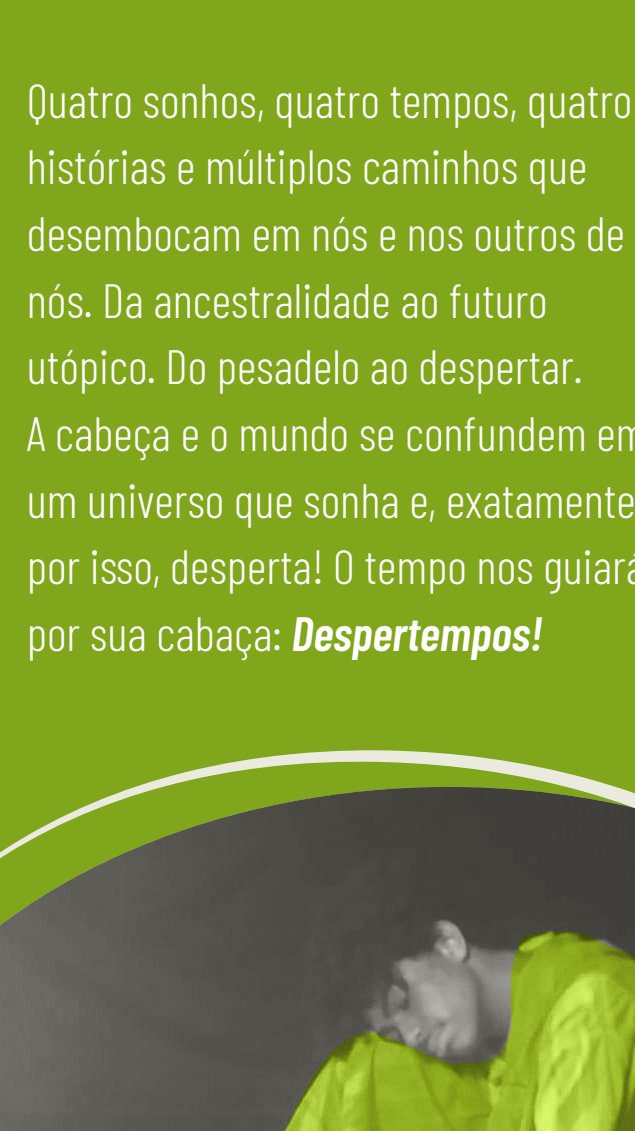 Quatro sonhos, quatro tempos, quatro
histórias e múltiplos caminhos que
desembocam em nós e nos outros de
nós. Da ancestralidade ao futuro
utópico. Do pesadelo ao despertar.
A cabeça e o mundo se confundem em
um universo que sonha e, exatamente
por isso, desperta! O tempo nos guiará
por sua cabaça: Despertempos!